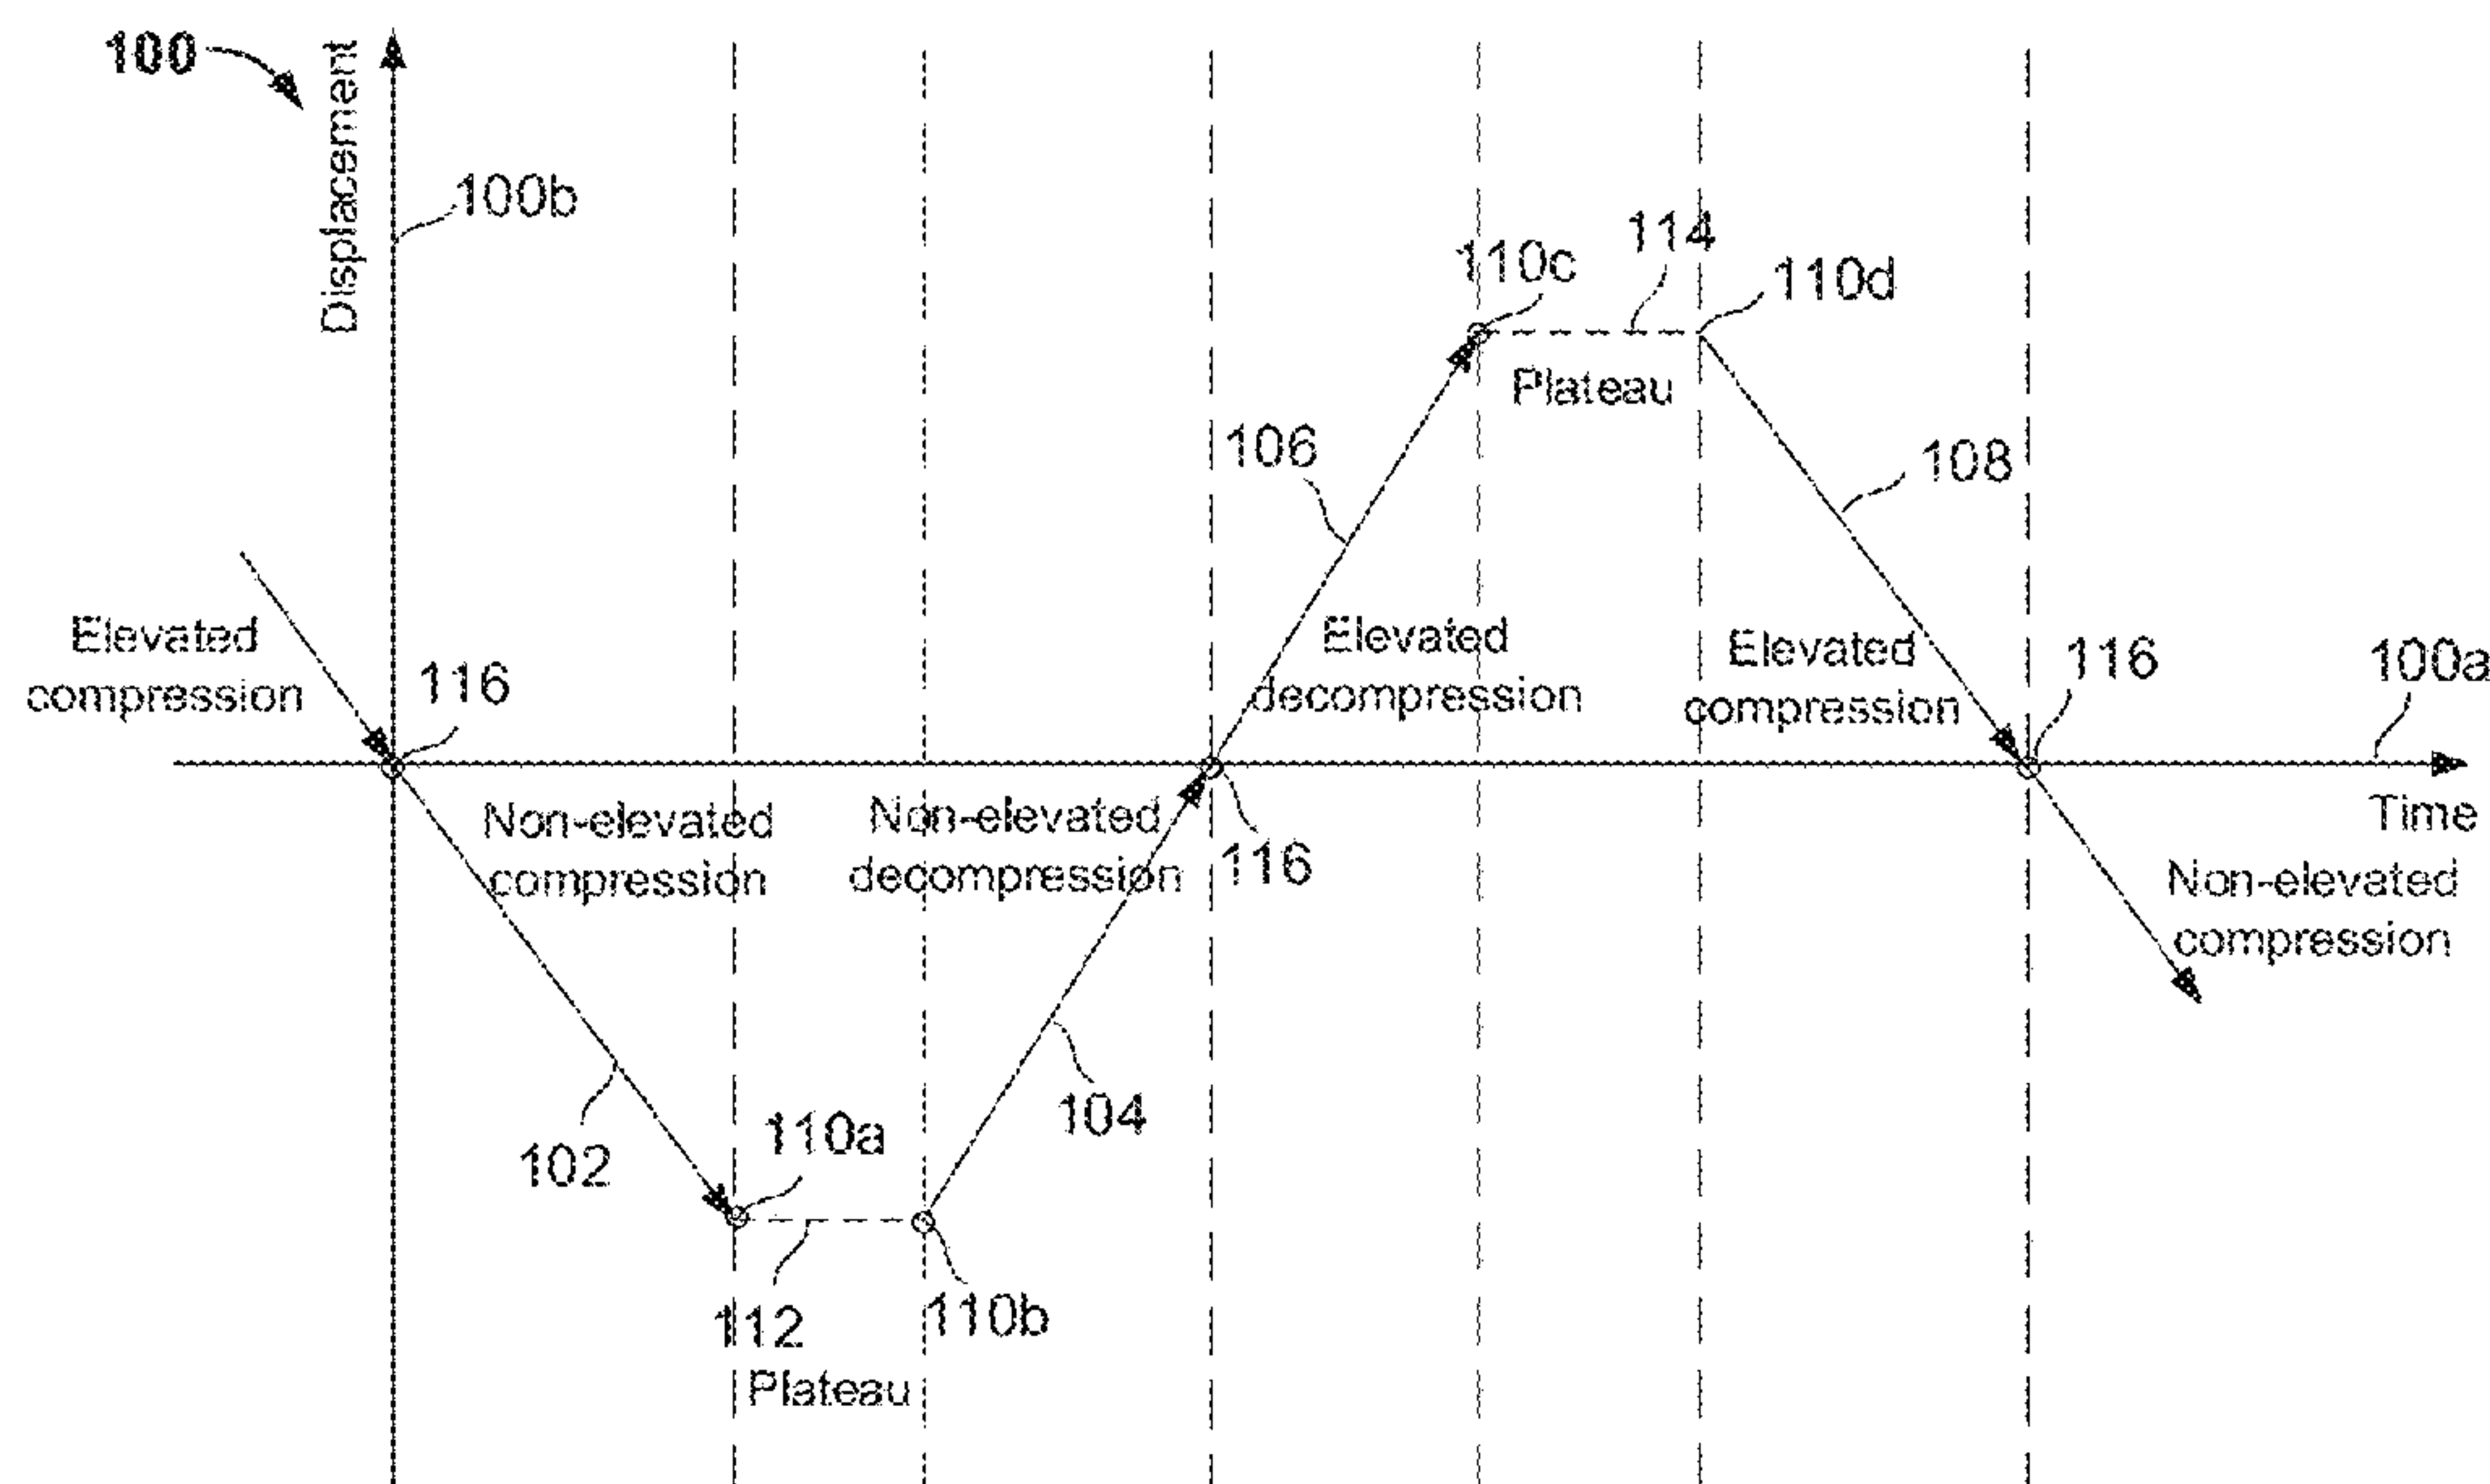 100
Displacement
100b
114
110c
110d
Plateau
106
108
Elevated
compression
116
Elevated
decompression
Elevated
compression
116
100a
Time
Non-elevated
compression
Non-elevated
decompression
116
Non-elevated
compression
104
110a
102
112
110b
Plateau